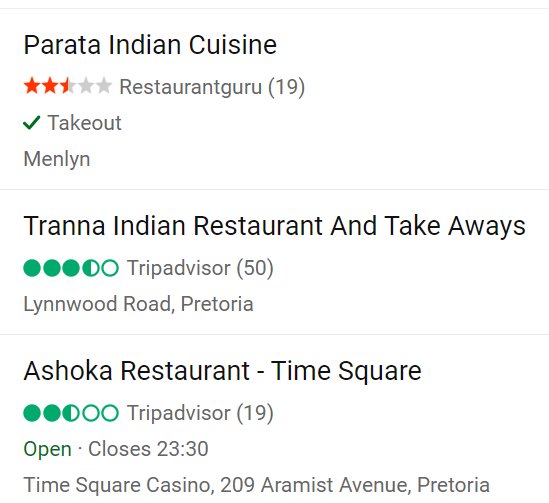 Parata Indian Cuisine
Restaurantguru (19)
Takeout
Menlyn
Tranna Indian Restaurant And Take Aways
Tripadvisor (50)
Lynnwood Road, Pretoria
Ashoka Restaurant - Time Square
Tripadvisor (19)
Open · Closes 23:30
Time Square Casino, 209 Aramist Avenue, Pretoria